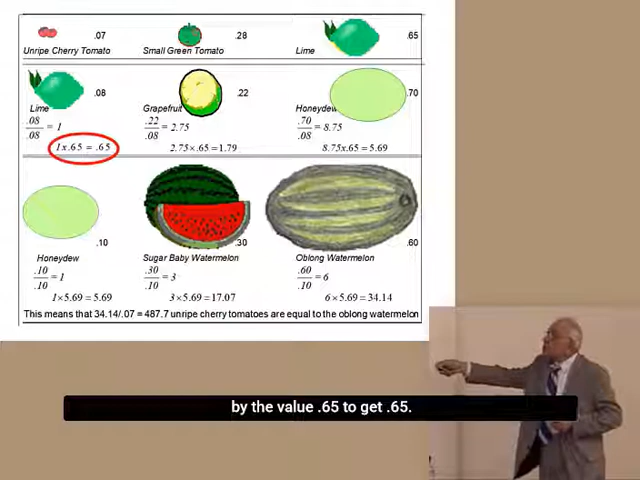 .07 .28 .65
Unripe Cherry Tomato Small Green Tomato Lime
.08 .22 .70
Lime Grapefruit Honeydew
.08/.08 = 1 .22/.08 = 2.75 .70/.08 = 8.75
1x.65 = .65 2.75×.65 = 1.79 8.75x.65 = 5.69
.10 .30 .60
Honeydew Sugar Baby Watermelon Oblong Watermelon
.10/.10 = 1 .30/.10 = 3 .60/.10 = 6
1×5.69 = 5.69 3×5.69 = 17.07 6×5.69 = 34.14
This means that 34.14/.07 = 487.7 unripe cherry tomatoes are equal to the oblong watermelon
by the value .65 to get .65.